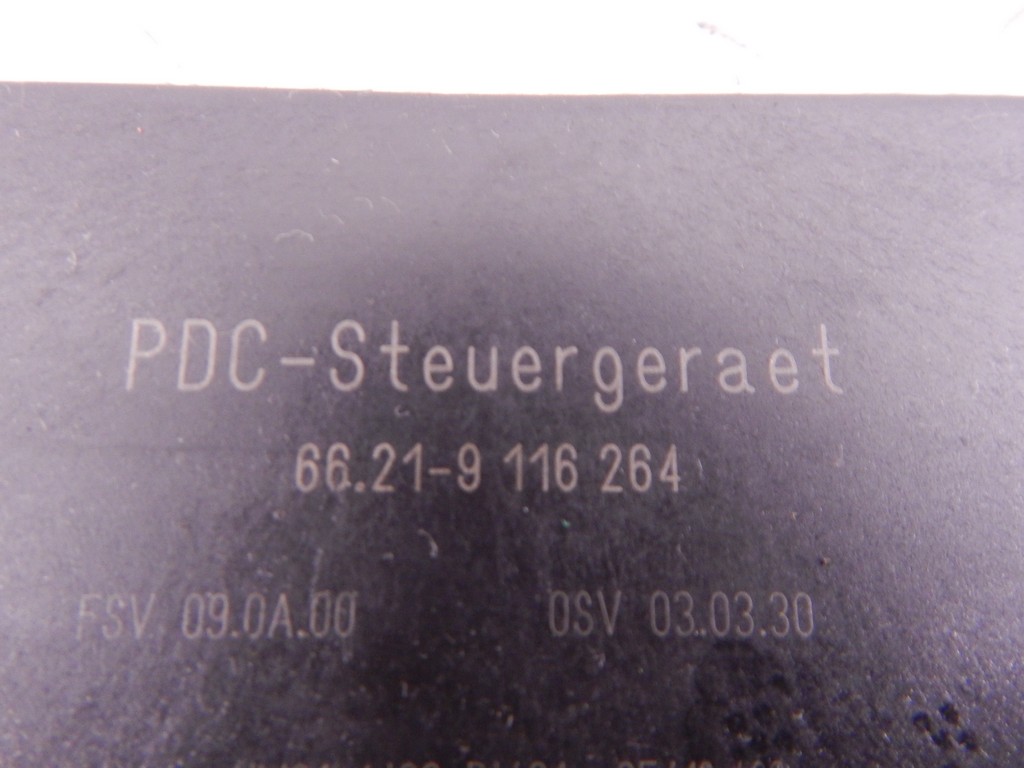 PDC-Steuergeraet
66.21-9 116 264
FSV 09.0A.00 OSV 03.03.30